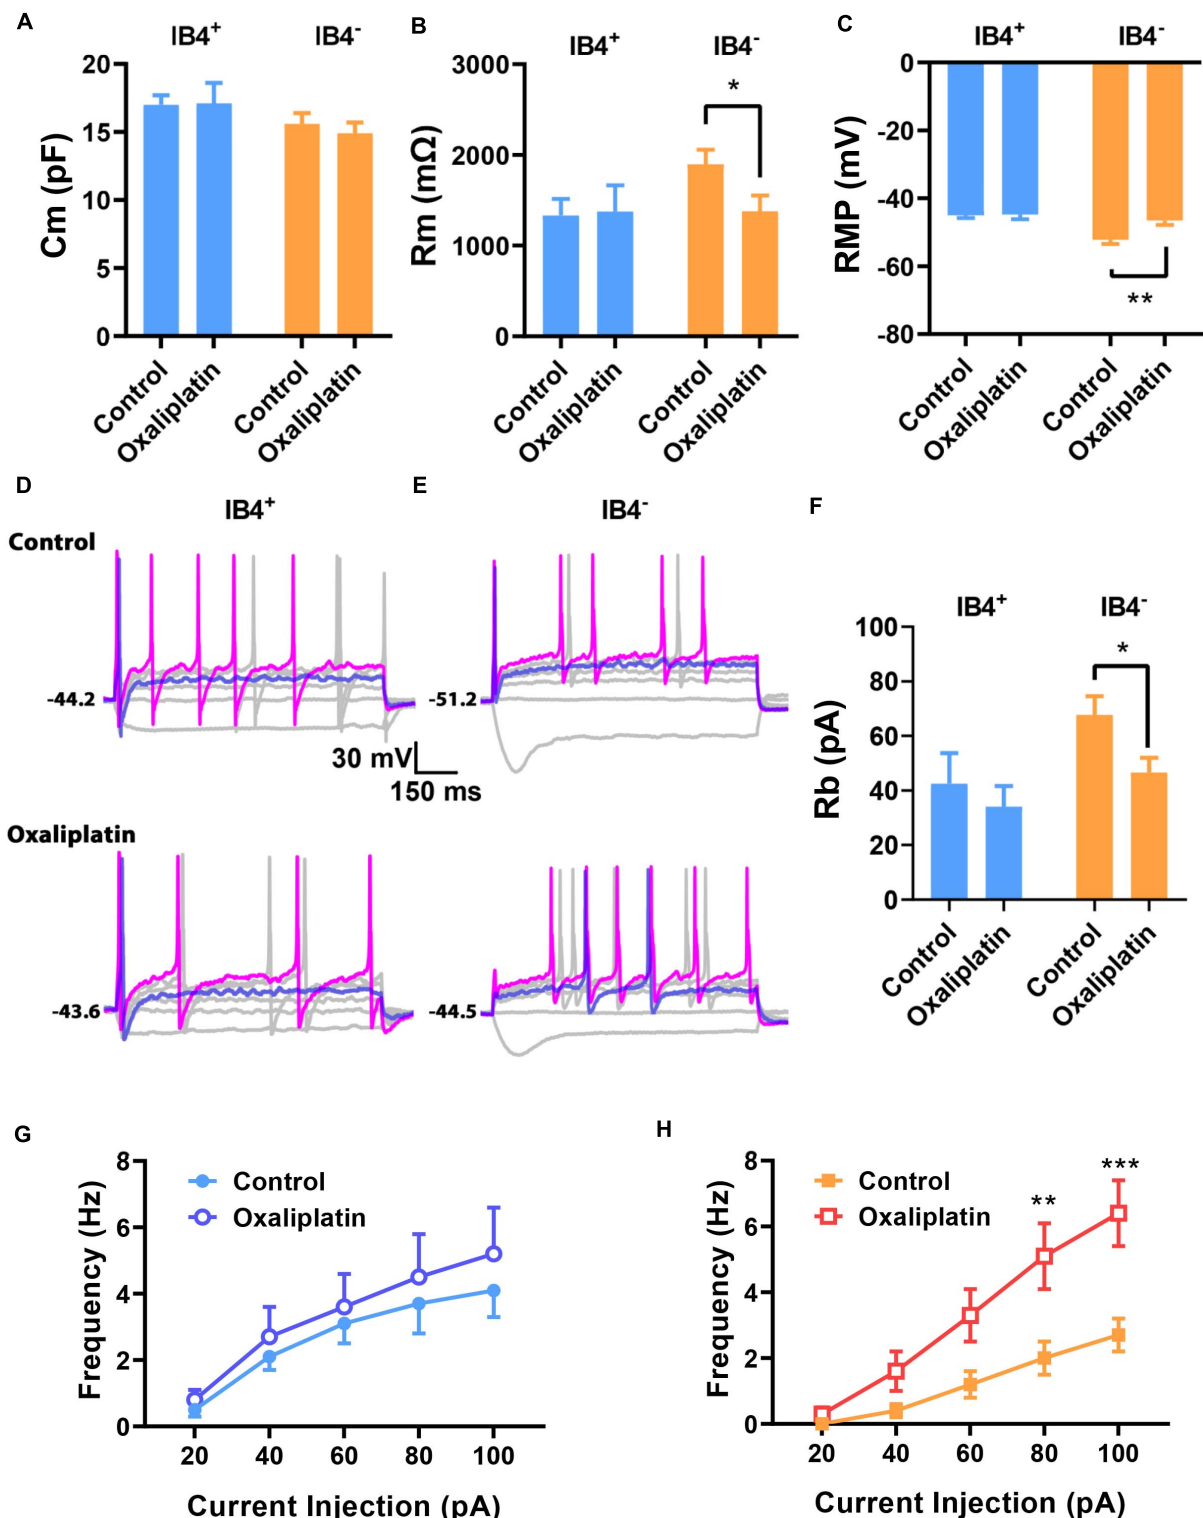 A
IB4+ IB4-
20
15
10
5
0
Cm (pF)
Control
Oxaliplatin
Control
Oxaliplatin
B
IB4+ IB4-
3000
2000
1000
0
Rm (mΩ)
*
Control
Oxaliplatin
Control
Oxaliplatin
C
IB4+ IB4-
0
-20
-40
-60
-80
RMP (mV)
**
Control
Oxaliplatin
Control
Oxaliplatin
D
IB4+
E
IB4-
Control
-44.2
-51.2
30 mV
150 ms
Oxaliplatin
-43.6
-44.5
F
IB4+ IB4-
100
80
60
40
20
0
Rb (pA)
*
Control
Oxaliplatin
Control
Oxaliplatin
G
8
6
4
2
0
Frequency (Hz)
Control
Oxaliplatin
20 40 60 80 100
Current Injection (pA)
H
8
6
4
2
0
Frequency (Hz)
Control
Oxaliplatin
**
***
20 40 60 80 100
Current Injection (pA)